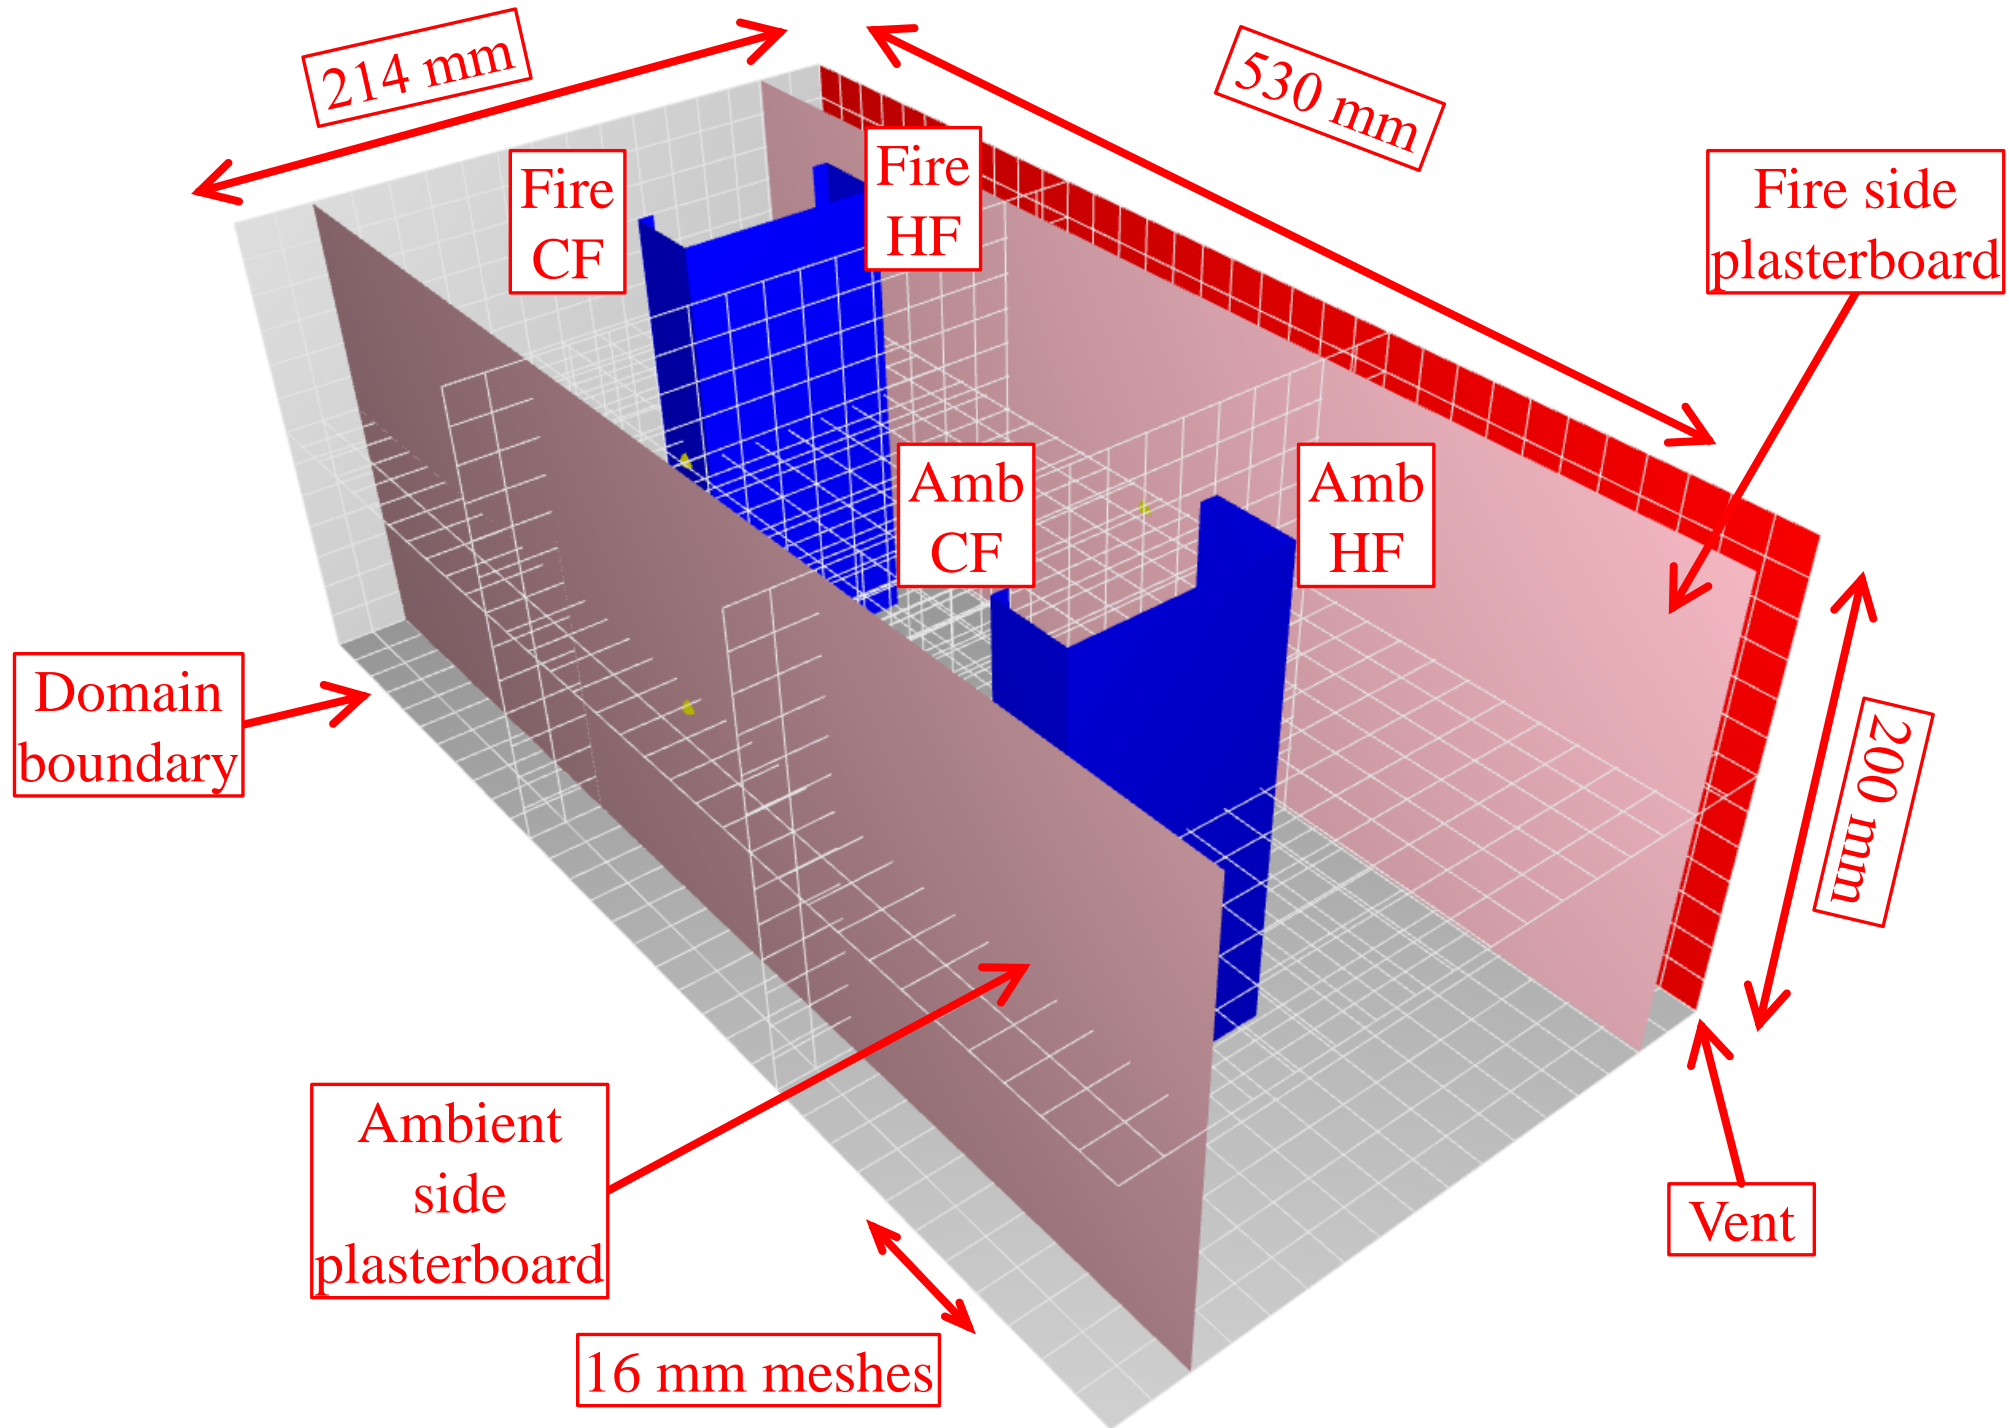 214 mm
530 mm
Fire
CF
Fire
HF
Fire side
plasterboard
Amb
CF
Amb
HF
Domain
boundary
200 mm
Ambient
side
plasterboard
Vent
16 mm meshes